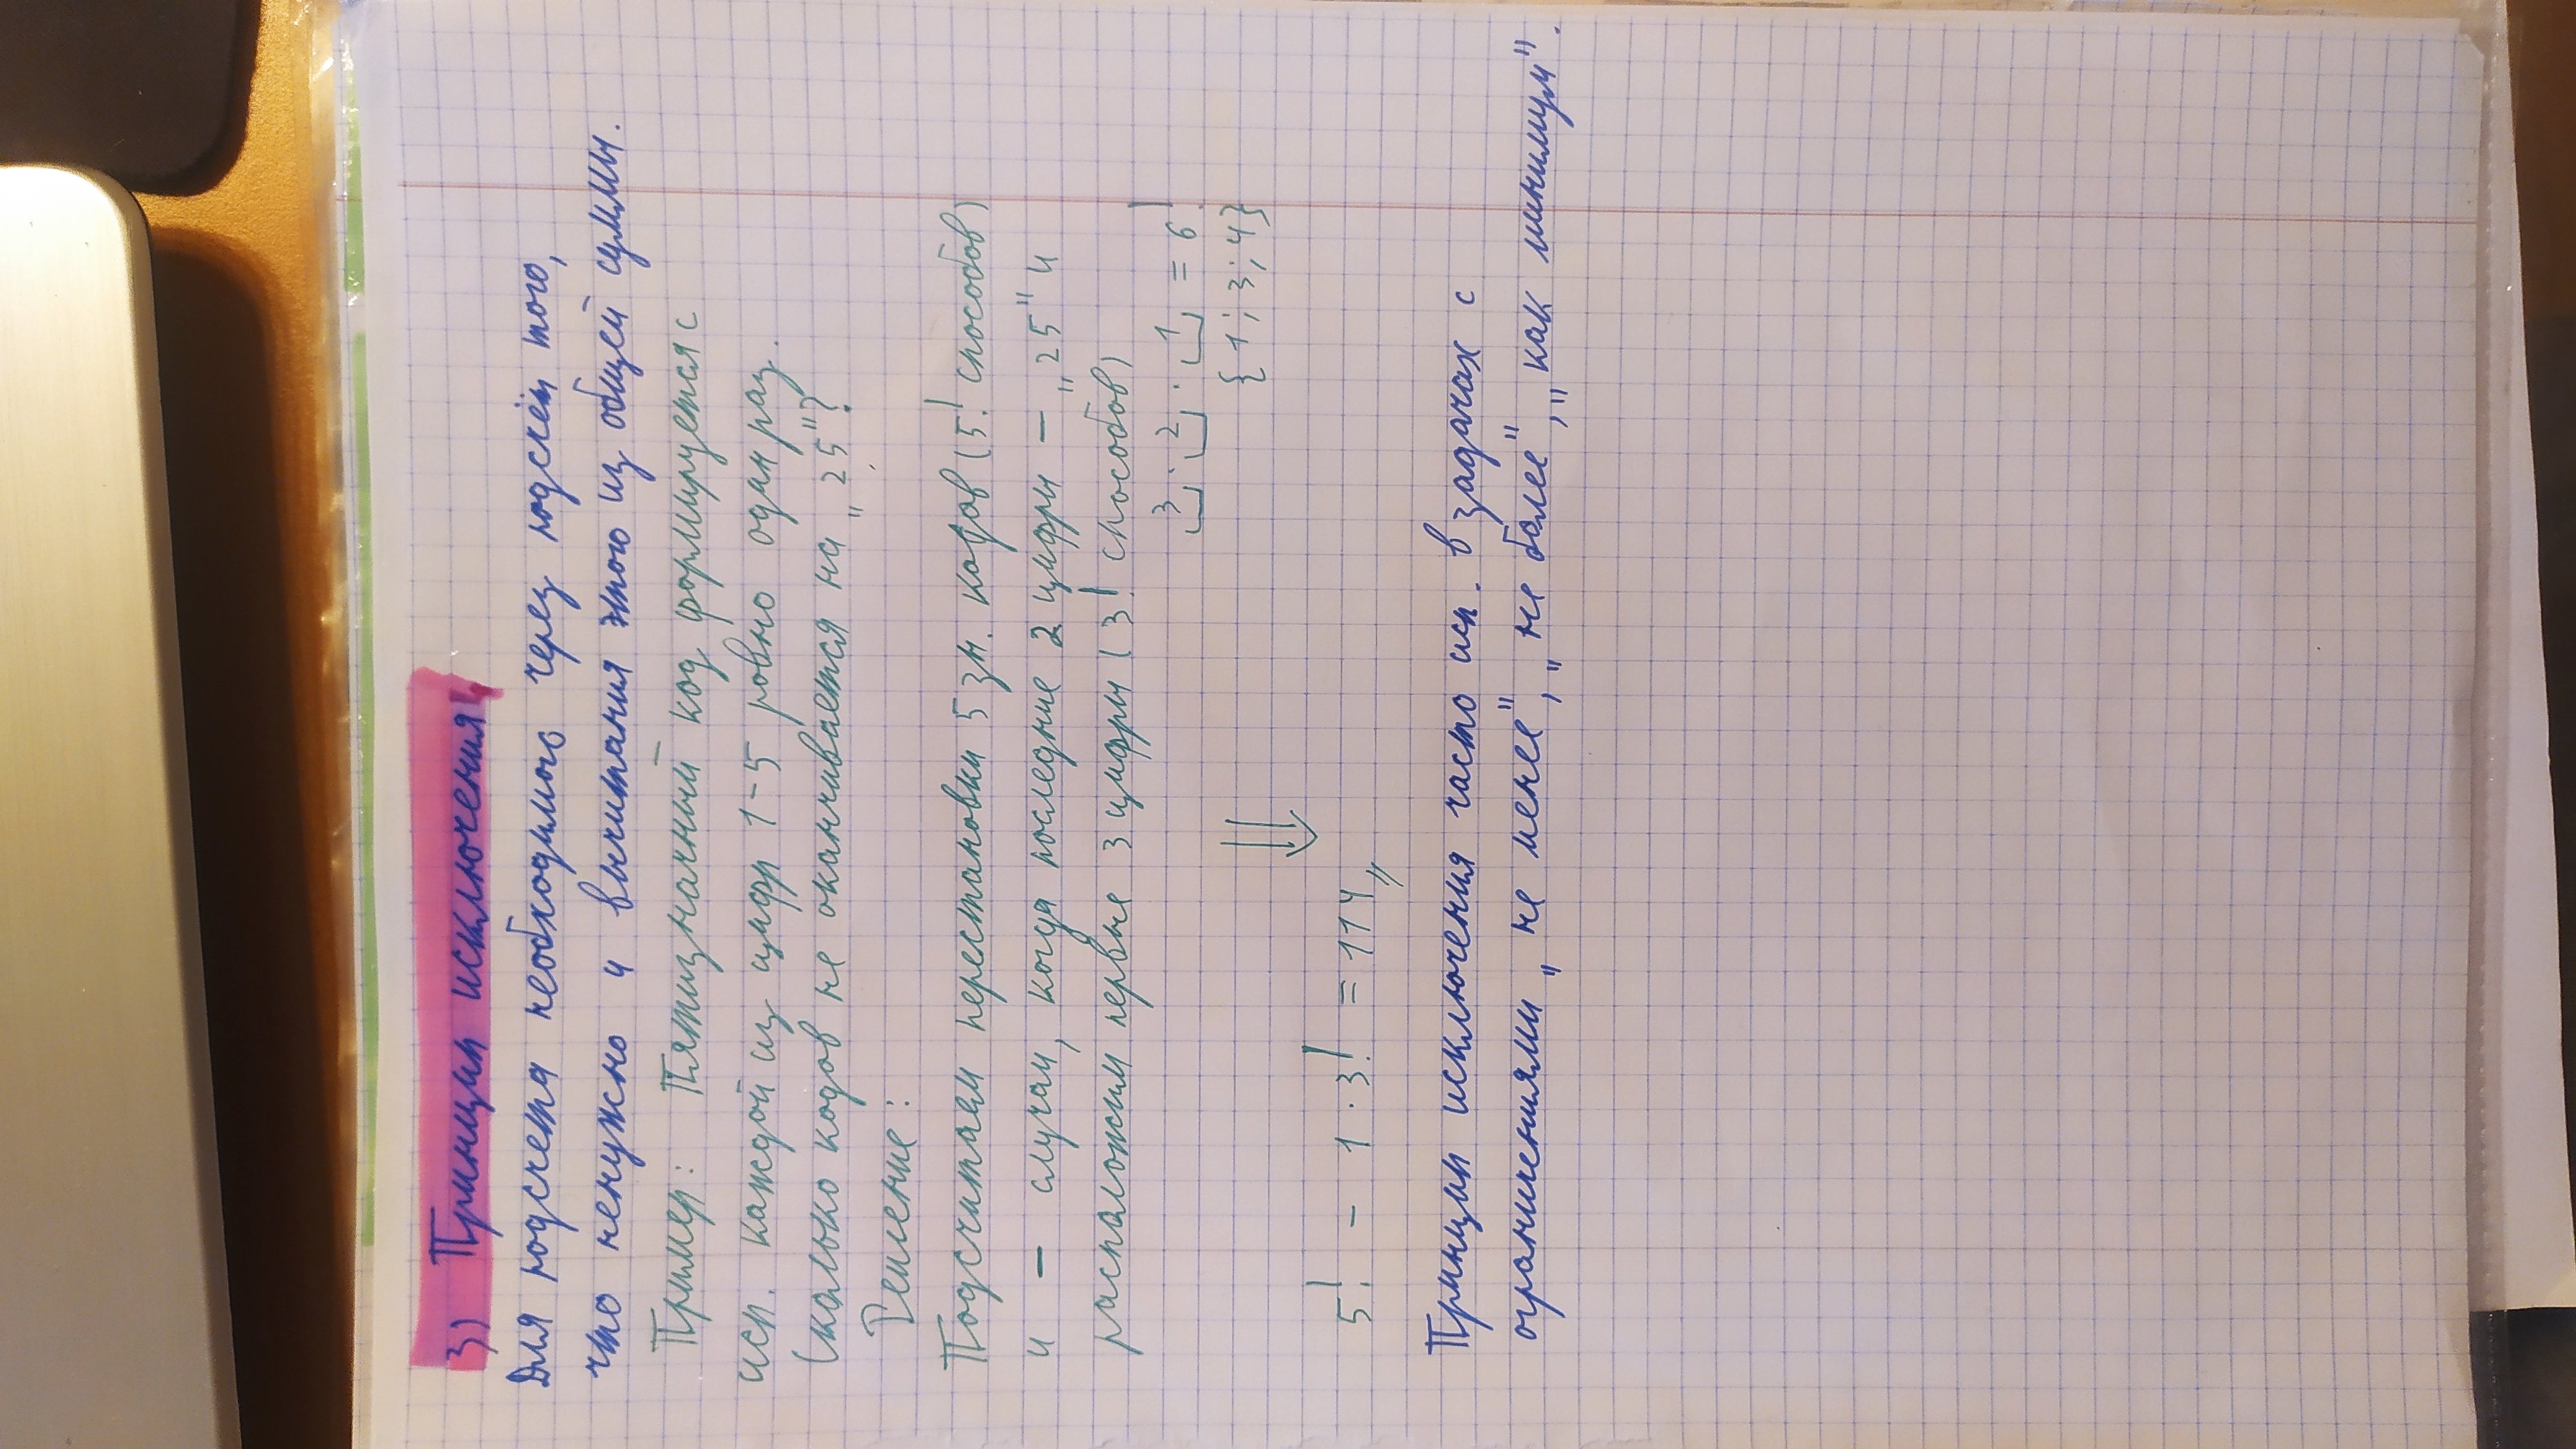 3) Принцип исключения
Для подсчета необходимого через подсчёт того,
что ненужно и вычитания этого из общей суммы.
Пример: Пятизначный код формируется с
исп. каждой из цифр 1-5 ровно один раз.
Сколько кодов не оканчивается на „25"?
Решение:
Подсчитаем перестановки 5 зн. кодов (5! способов)
и — случаи, когда последние 2 цифры — „25" и
расположим первые 3 цифры (3! способов)
3 · 2 · 1 = 6!
{1; 3; 4}
5! - 1 · 3! = 114„
Принцип исключения часто исп. в задачах с
ограничениями „не менее", „не более", „как минимум".